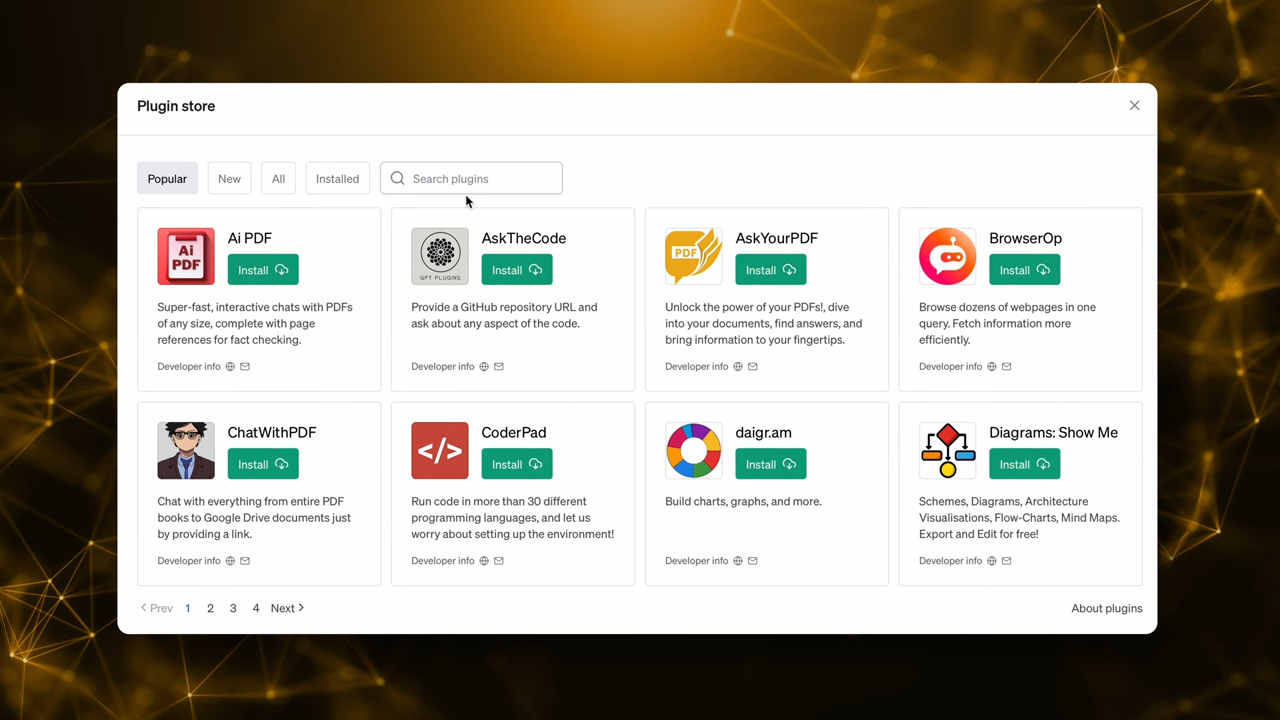 Plugin store
Popular
New
All
Installed
Search plugins
Ai PDF
Ai PDF
Install
Super-fast, interactive chats with PDFs
of any size, complete with page
references for fact checking.
Developer info
GPT PLUGINS
AskTheCode
Install
Provide a GitHub repository URL and
ask about any aspect of the code.
Developer info
PDF
AskYourPDF
Install
Unlock the power of your PDFs!, dive
into your documents, find answers, and
bring information to your fingertips.
Developer info
BrowserOp
Install
Browse dozens of webpages in one
query. Fetch information more
efficiently.
Developer info
ChatWithPDF
Install
Chat with everything from entire PDF
books to Google Drive documents just
by providing a link.
Developer info
</>
CoderPad
Install
Run code in more than 30 different
programming languages, and let us
worry about setting up the environment!
Developer info
daigr.am
Install
Build charts, graphs, and more.
Developer info
Diagrams: Show Me
Install
Schemes, Diagrams, Architecture
Visualisations, Flow-Charts, Mind Maps.
Export and Edit for free!
Developer info
Prev 1 2 3 4 Next
About plugins